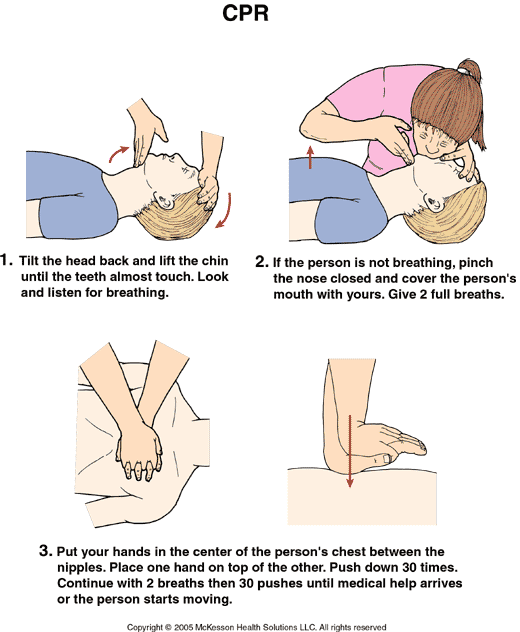 CPR
1. Tilt the head back and lift the chin
until the teeth almost touch. Look
and listen for breathing.
2. If the person is not breathing, pinch
the nose closed and cover the person's
mouth with yours. Give 2 full breaths.
3. Put your hands in the center of the person's chest between the
nipples. Place one hand on top of the other. Push down 30 times.
Continue with 2 breaths then 30 pushes until medical help arrives
or the person starts moving.
Copyright © 2005 McKesson Health Solutions LLC. All rights reserved